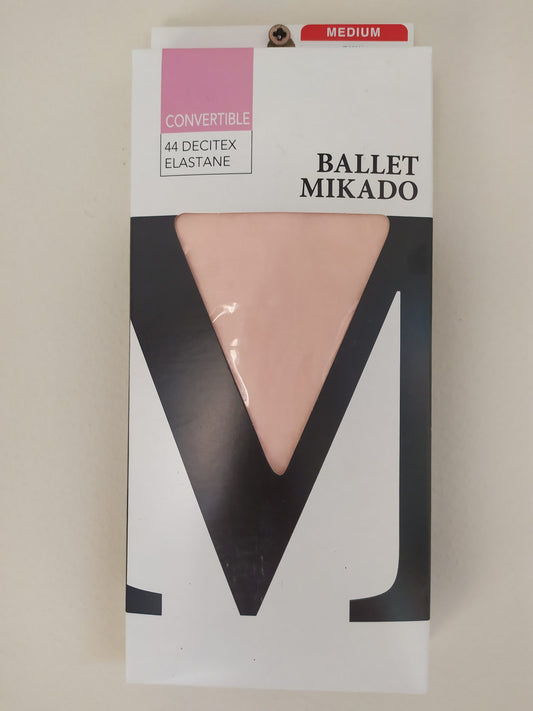 MEDIUM
CONVERTIBLE
44 DECITEX
ELASTANE
BALLET
MIKADO
M